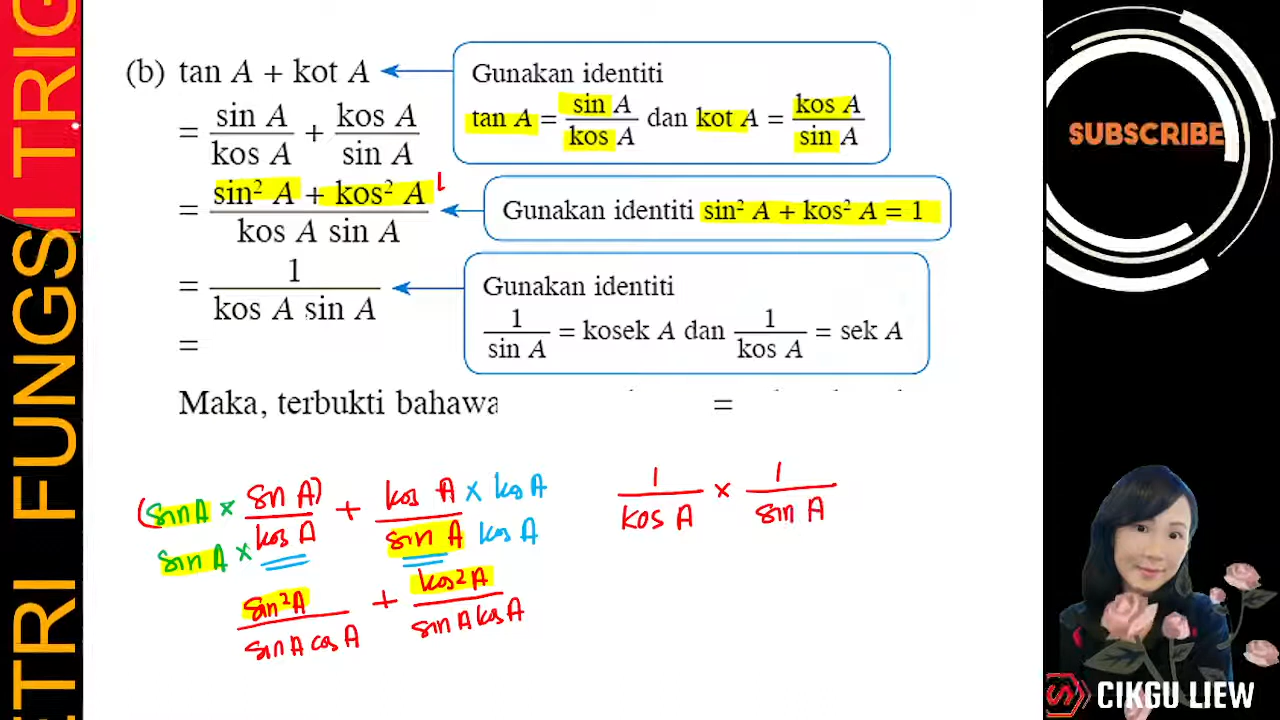 ETRI FUNGSI TRIG
(b) tan A + kot A
= sin A / kos A + kos A / sin A
= sin² A + kos² A / kos A sin A
1
= 1 / kos A sin A
=
Gunakan identiti
tan A = sin A / kos A dan kot A = kos A / sin A
Gunakan identiti sin² A + kos² A = 1
Gunakan identiti
1 / sin A = kosek A dan 1 / kos A = sek A
Maka, terbukti bahawa =
(sin A × sin A) / sin A × kos A + kos A × kos A / sin A kos A
sin²A / sin A cos A + kos²A / sin A kos A
1 / kos A × 1 / sin A
SUBSCRIBE
CIKGU LIEW